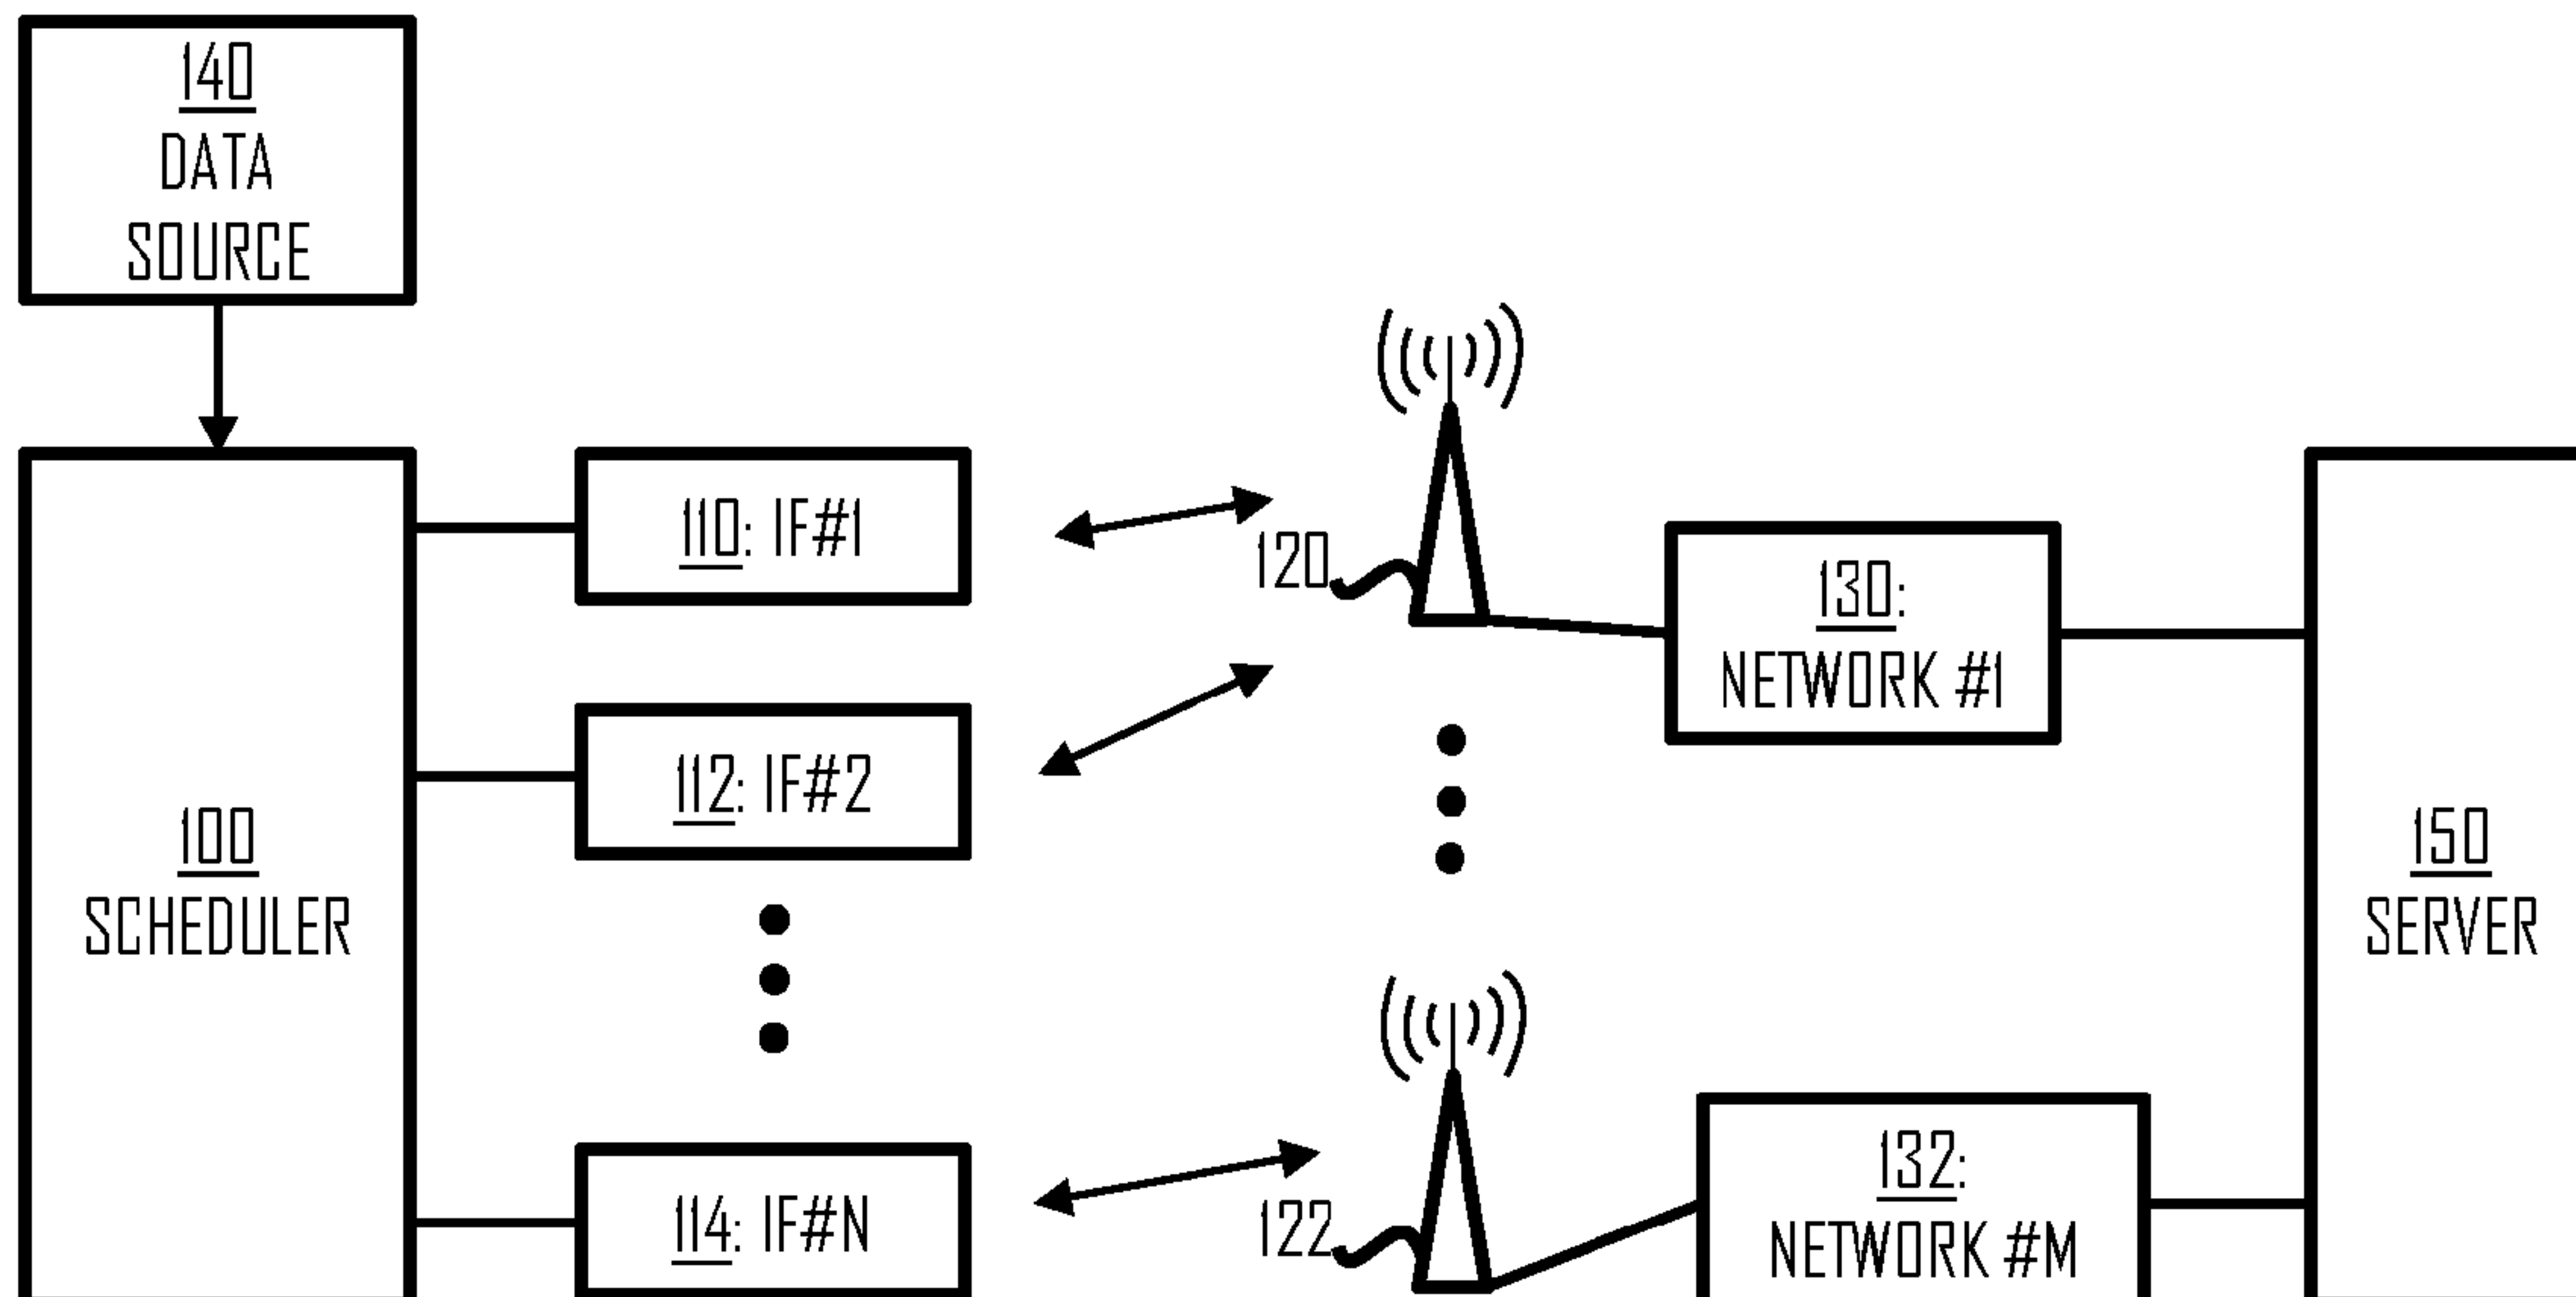 140
DATA
SOURCE
100
SCHEDULER
110: IF#1
112: IF#2
114: IF#N
120
122
130:
NETWORK #1
132:
NETWORK #M
150
SERVER